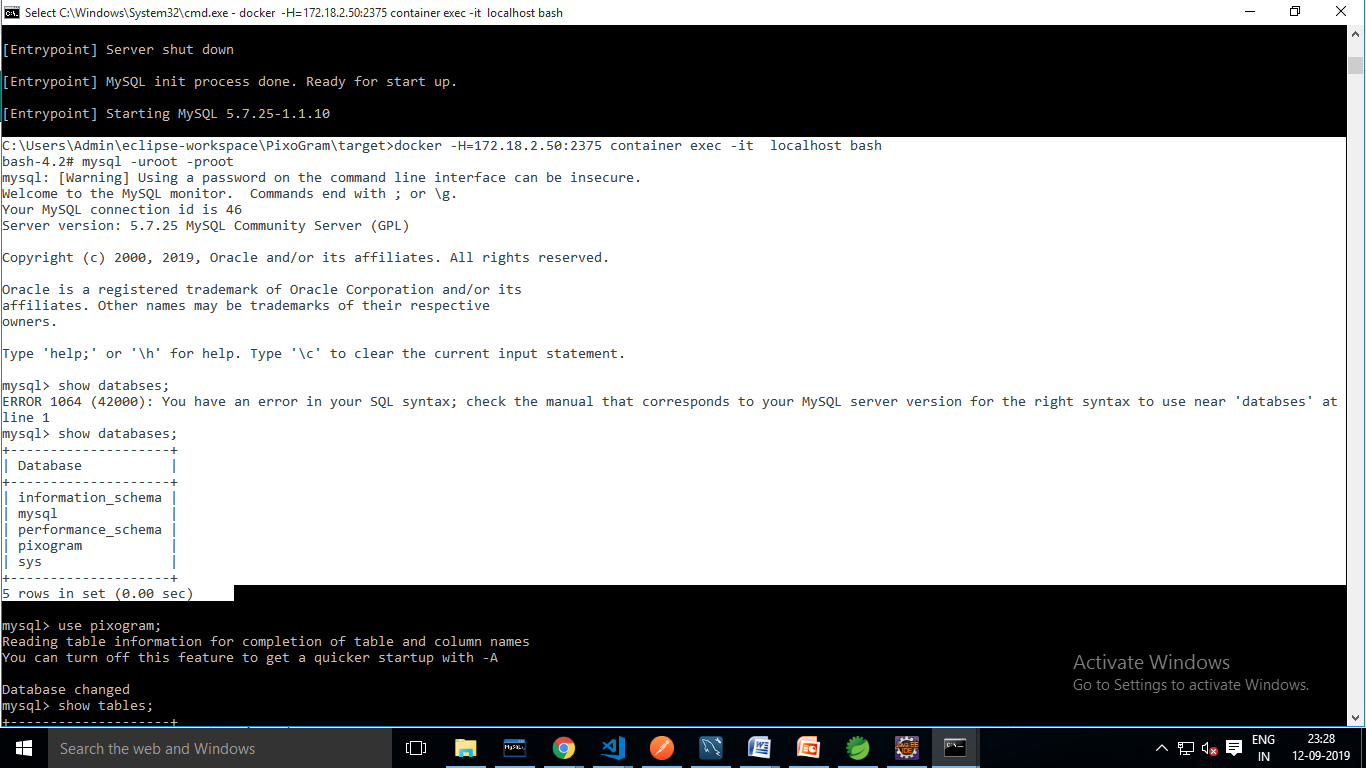 Select C:\Windows\System32\cmd.exe - docker -H=172.18.2.50:2375 container exec -it localhost bash
[Entrypoint] Server shut down
[Entrypoint] MySQL init process done. Ready for start up.
[Entrypoint] Starting MySQL 5.7.25-1.1.10
C:\Users\Admin\eclipse-workspace\PixoGram\target>docker -H=172.18.2.50:2375 container exec -it  localhost bash
bash-4.2# mysql -uroot -proot
mysql: [Warning] Using a password on the command line interface can be insecure.
Welcome to the MySQL monitor.  Commands end with ; or \g.
Your MySQL connection id is 46
Server version: 5.7.25 MySQL Community Server (GPL)
Copyright (c) 2000, 2019, Oracle and/or its affiliates. All rights reserved.
Oracle is a registered trademark of Oracle Corporation and/or its
affiliates. Other names may be trademarks of their respective
owners.
Type 'help;' or '\h' for help. Type '\c' to clear the current input statement.
mysql> show databses;
ERROR 1064 (42000): You have an error in your SQL syntax; check the manual that corresponds to your MySQL server version for the right syntax to use near 'databses' at
line 1
mysql> show databases;
+--------------------+
| Database           |
+--------------------+
| information_schema |
| mysql              |
| performance_schema |
| pixogram           |
| sys                |
+--------------------+
5 rows in set (0.00 sec)
mysql> use pixogram;
Reading table information for completion of table and column names
You can turn off this feature to get a quicker startup with -A
Database changed
mysql> show tables;
+--------------------+
Activate Windows
Go to Settings to activate Windows.
Search the web and Windows
ENG
IN
23:28
12-09-2019